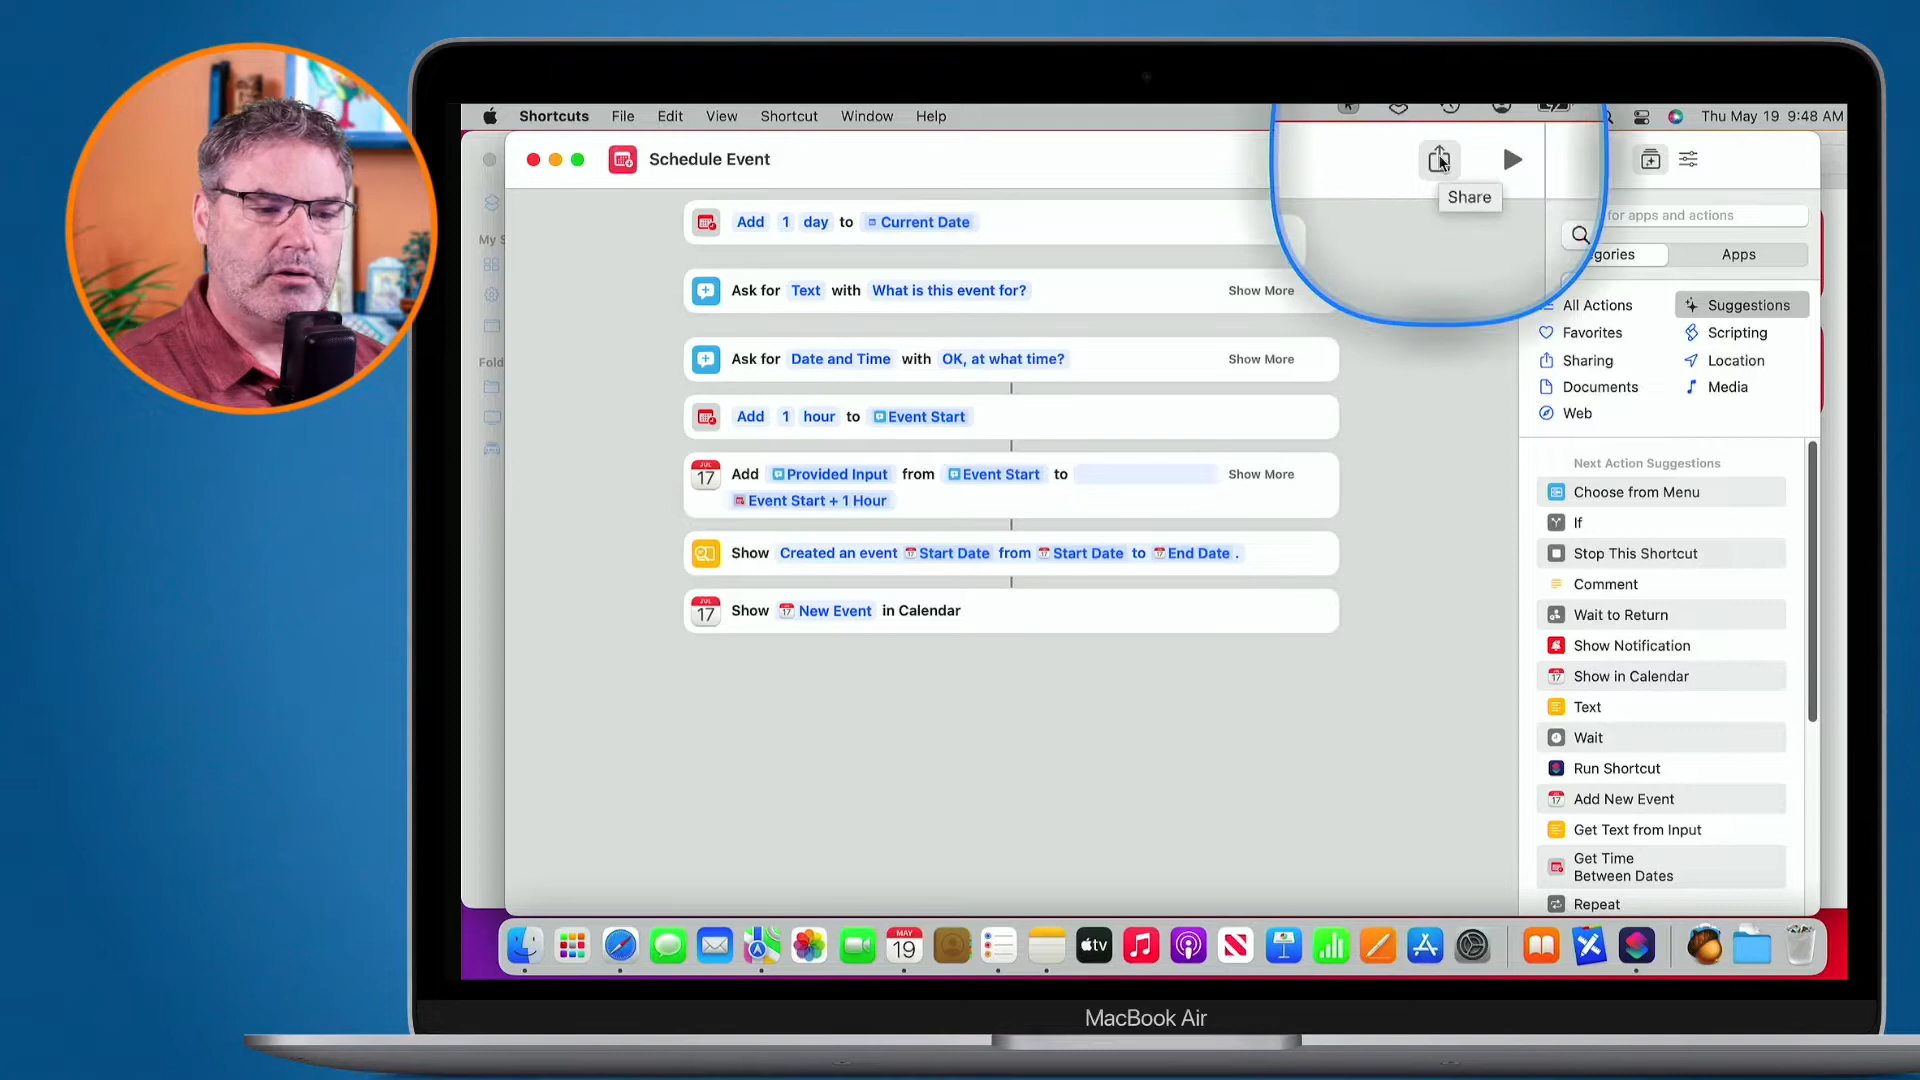 Shortcuts File Edit View Shortcut Window Help
Thu May 19 9:48 AM
Schedule Event
Share
Add 1 day to Current Date
Ask for Text with What is this event for? Show More
Ask for Date and Time with OK, at what time? Show More
Add 1 hour to Event Start
JUL 17 Add Provided Input from Event Start to Show More
Event Start + 1 Hour
Show Created an event Start Date from Start Date to End Date .
JUL 17 Show New Event in Calendar
My S
Fold
for apps and actions
gories Apps
All Actions Suggestions
Favorites Scripting
Sharing Location
Documents Media
Web
Next Action Suggestions
Choose from Menu
If
Stop This Shortcut
Comment
Wait to Return
Show Notification
Show in Calendar
Text
Wait
Run Shortcut
Add New Event
Get Text from Input
Get Time
Between Dates
Repeat
MAY
19
tv
MacBook Air